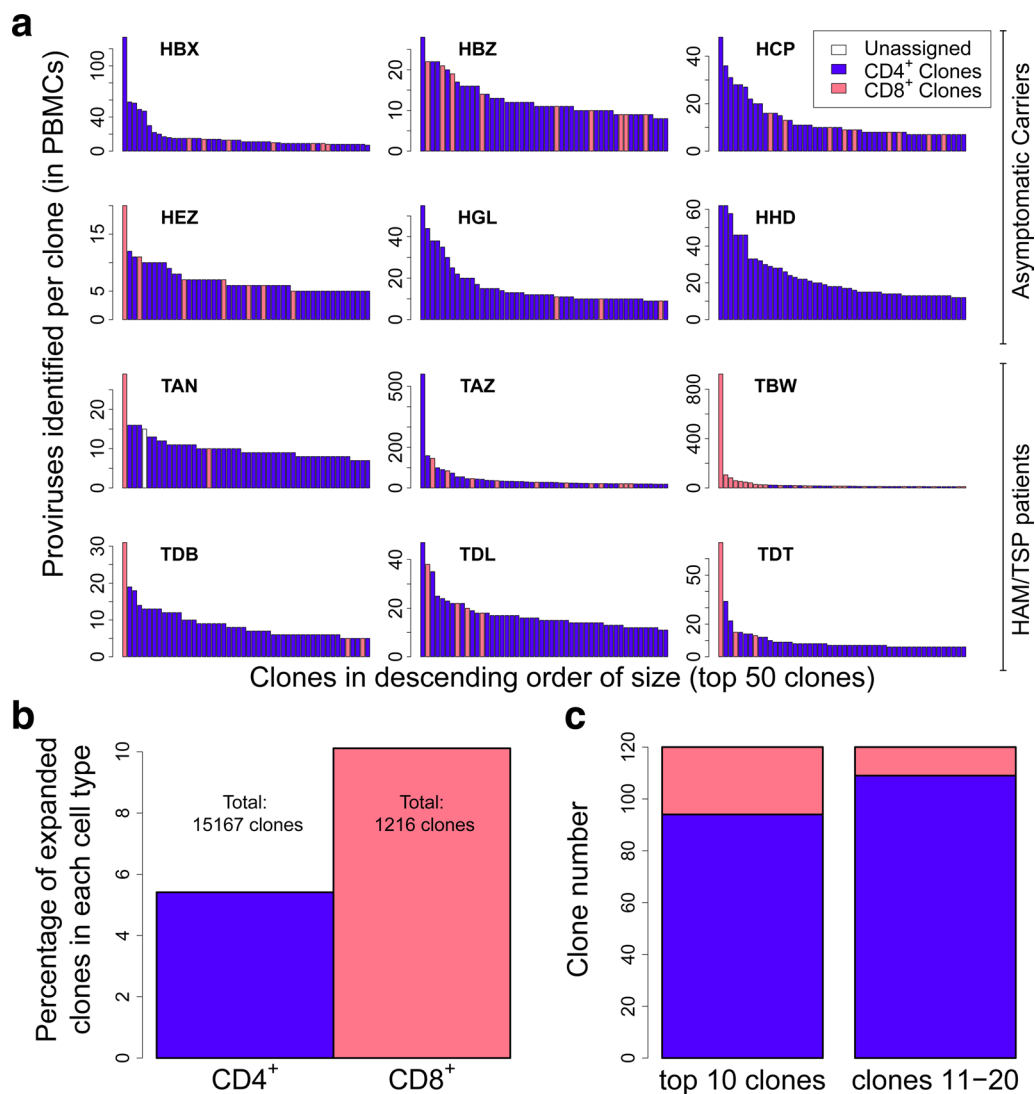 a
Proviruses identified per clone (in PBMCs)
HBX
0
40
80
120
HBZ
0
10
20
HCP
0
20
40
Unassigned
CD4+ Clones
CD8+ Clones
Asymptomatic Carriers
HEZ
0
5
10
15
HGL
0
20
40
HHD
0
20
40
60
TAN
0
10
20
TAZ
0
200
500
TBW
0
400
800
HAM/TSP patients
TDB
0
10
20
30
TDL
0
20
40
TDT
0
20
50
Clones in descending order of size (top 50 clones)
b
Percentage of expanded
clones in each cell type
0
2
4
6
8
10
Total:
15167 clones
Total:
1216 clones
CD4+
CD8+
c
Clone number
0
20
40
60
80
100
120
top 10 clones
clones 11−20